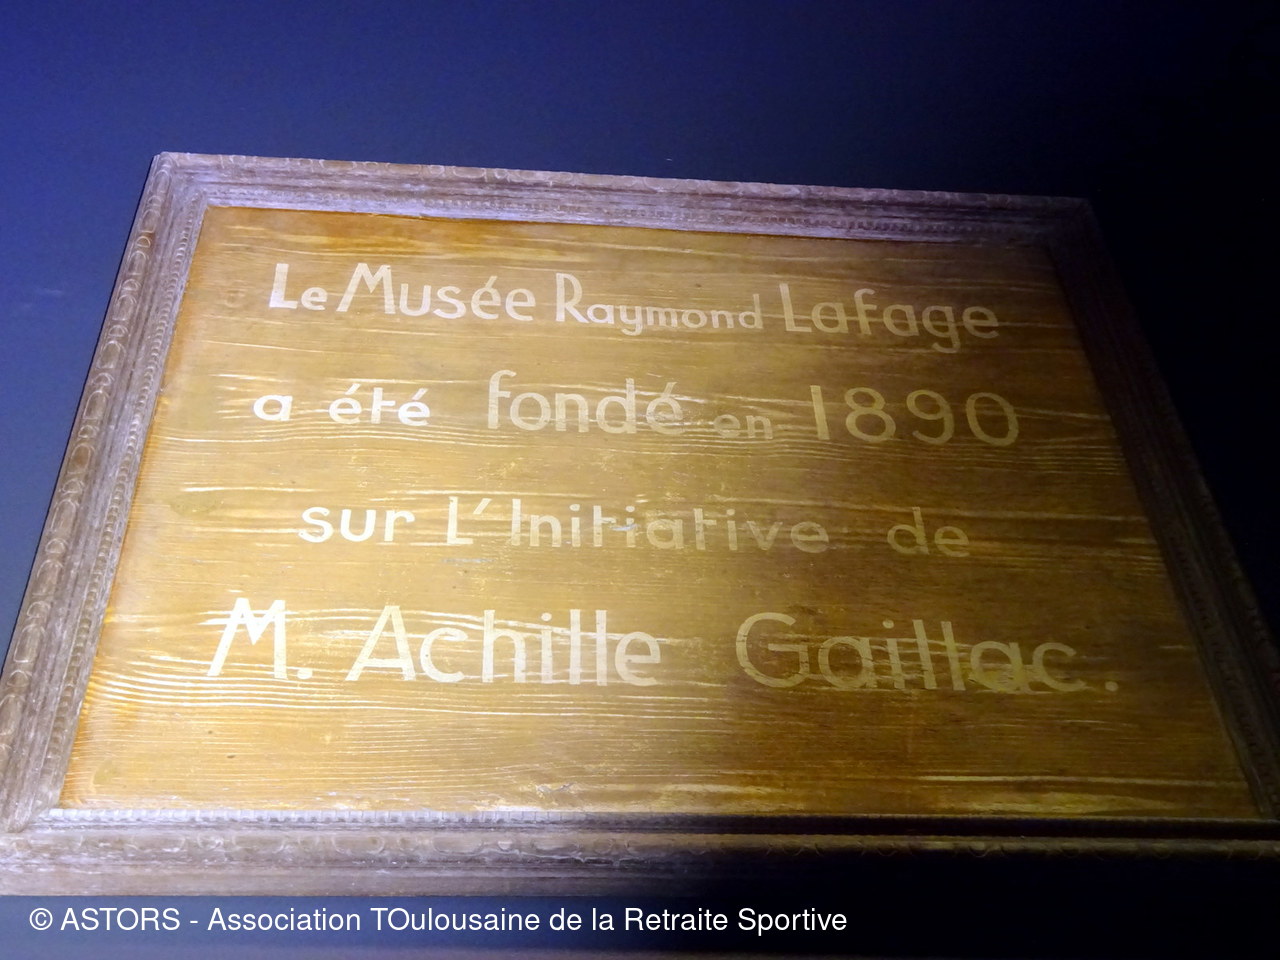 Le Musée Raymond Lafage
a été fondé en 1890
sur L'Initiative de
M. Achille Gaillac.
© ASTORS - Association TOulousaine de la Retraite Sportive